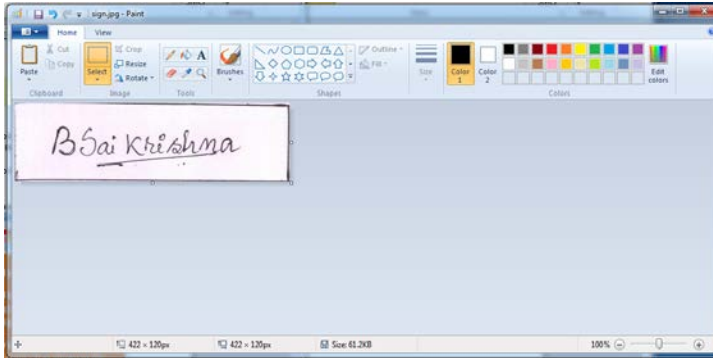 sign.jpg - Paint
Home View
Paste
Cut
Copy
Clipboard
Select
Crop
Resize
Rotate
Image
A
Tools
Brushes
Shapes
Outline
Fill
Size
Color 1
Color 2
Edit colors
Colors
B Sai Krishna
422 × 120px
422 × 120px
Size: 61.2KB
100%